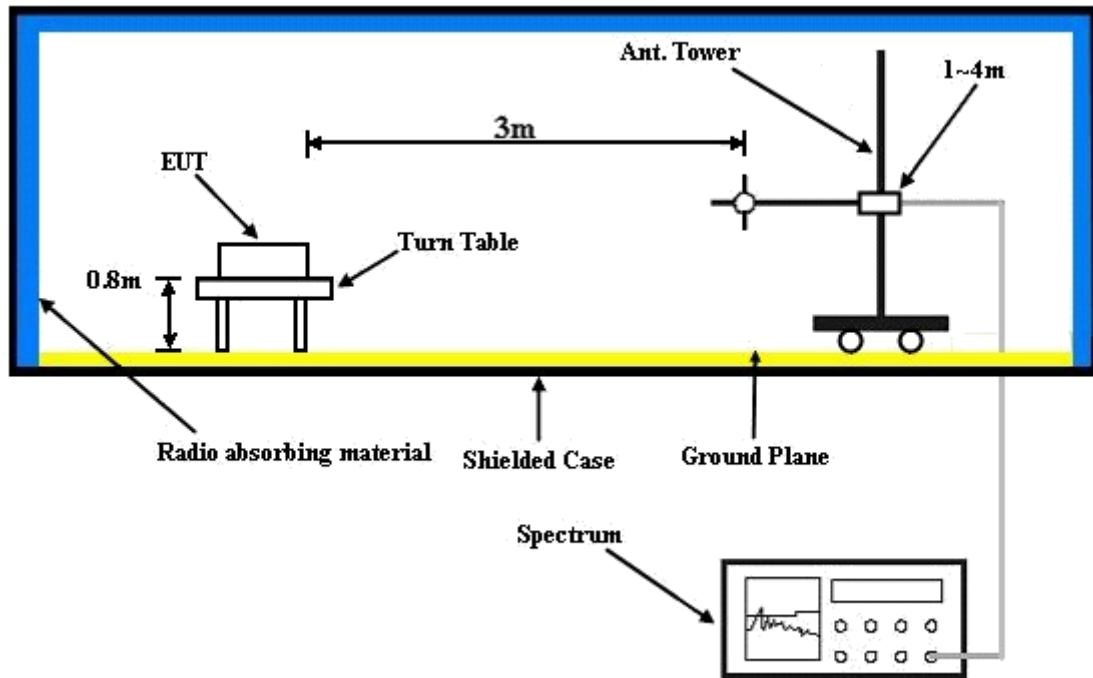 Ant. Tower
1~4m
3m
EUT
Turn Table
0.8m
Radio absorbing material
Shielded Case
Ground Plane
Spectrum